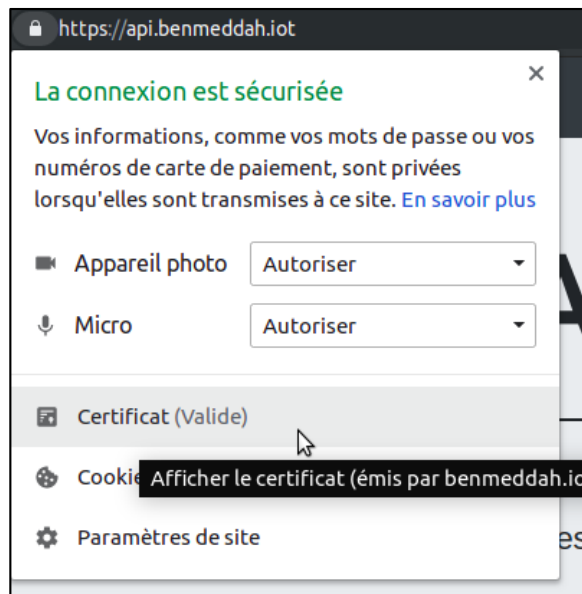 https://api.benmeddah.iot
×
La connexion est sécurisée
Vos informations, comme vos mots de passe ou vos
numéros de carte de paiement, sont privées
lorsqu'elles sont transmises à ce site. En savoir plus
Appareil photo Autoriser
Micro Autoriser
Certificat (Valide)
Cookie
Afficher le certificat (émis par benmeddah.io
Paramètres de site
es